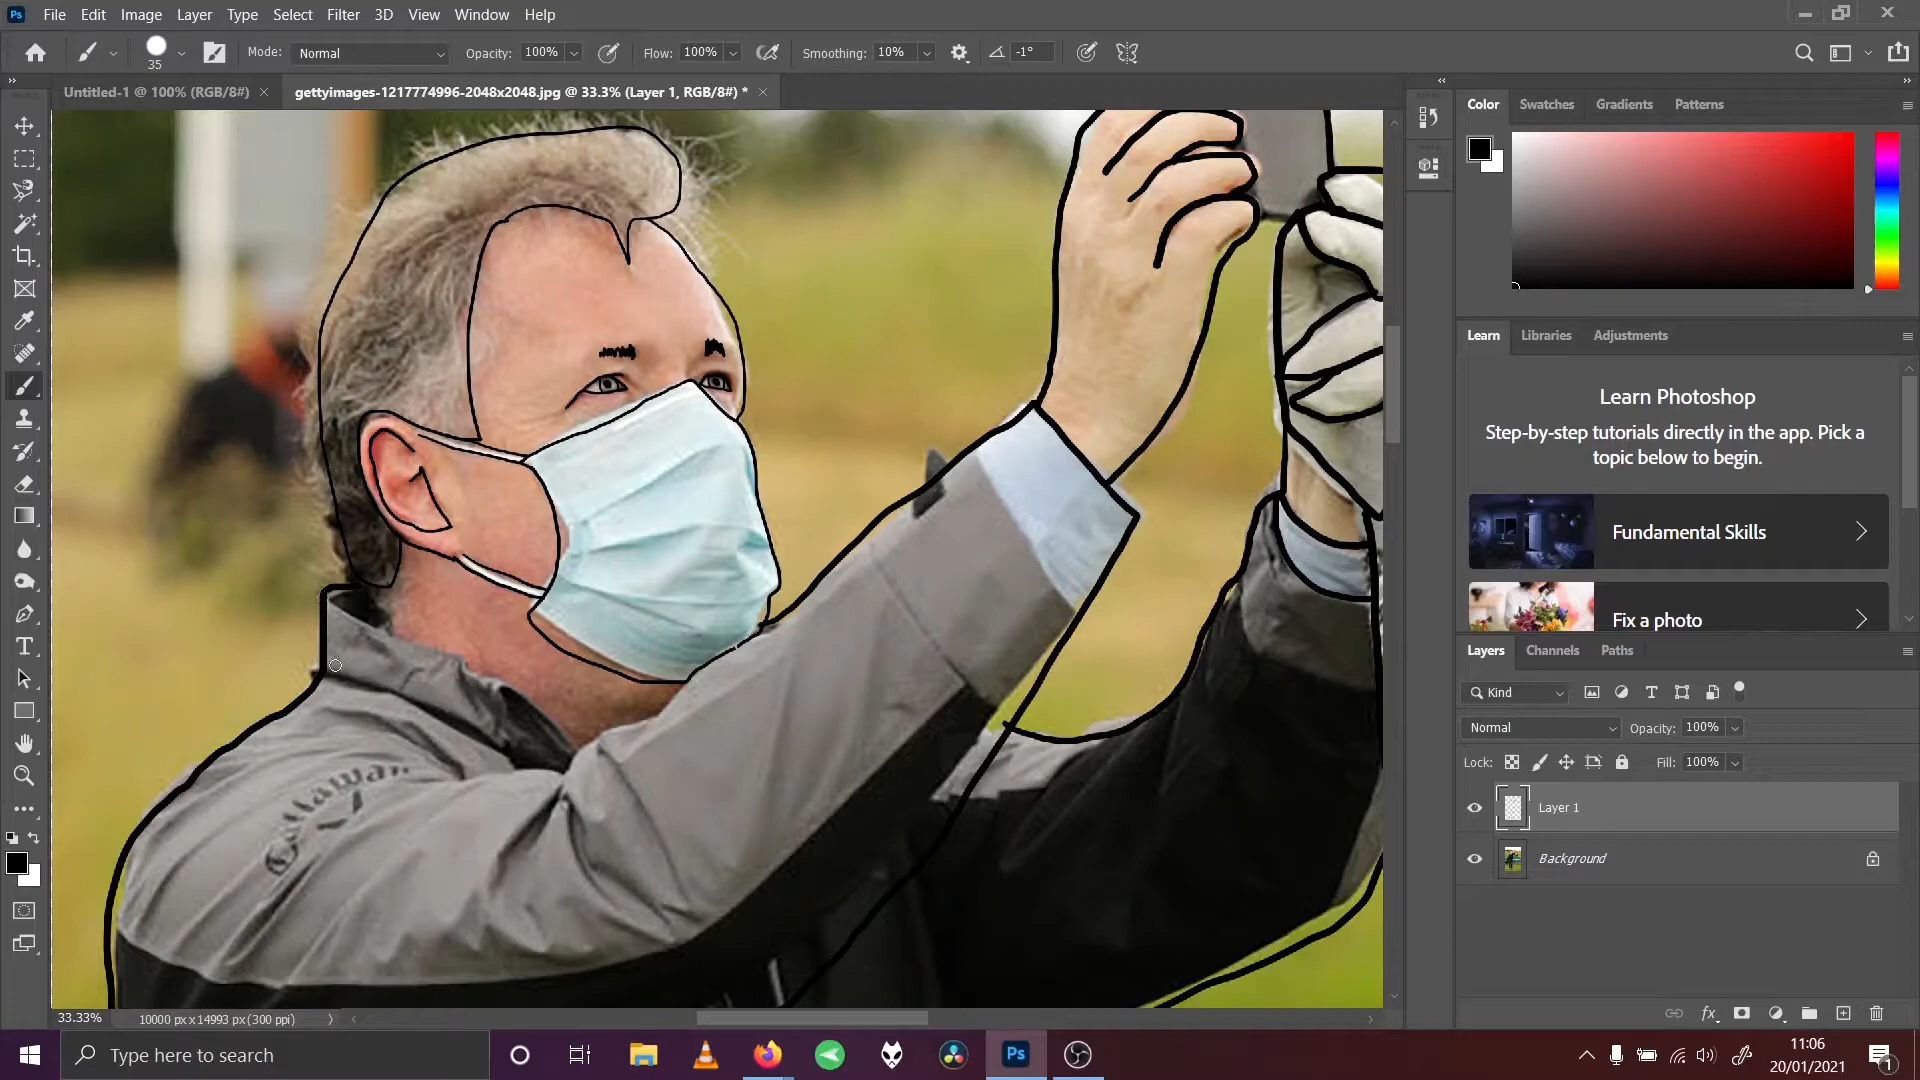 File Edit Image Layer Type Select Filter 3D View Window Help
35 Mode: Normal Opacity: 100% Flow: 100% Smoothing: 10% -1°
Untitled-1 @ 100% (RGB/8#) gettyimages-1217774996-2048x2048.jpg @ 33.3% (Layer 1, RGB/8#) *
Color Swatches Gradients Patterns
Learn Libraries Adjustments
Learn Photoshop
Step-by-step tutorials directly in the app. Pick a
topic below to begin.
Fundamental Skills
Fix a photo
Layers Channels Paths
Kind
Normal Opacity: 100%
Lock: Fill: 100%
Layer 1
Background
Callaway
33.33% 10000 px x 14993 px (300 ppi)
Type here to search
Ps
11:06
20/01/2021
1